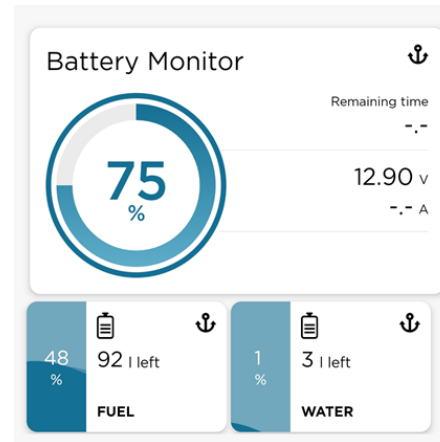 Battery Monitor
Remaining time
-.-
75
%
12.90 V
-.- A
48
%
92 l left
FUEL
1
%
3 l left
WATER